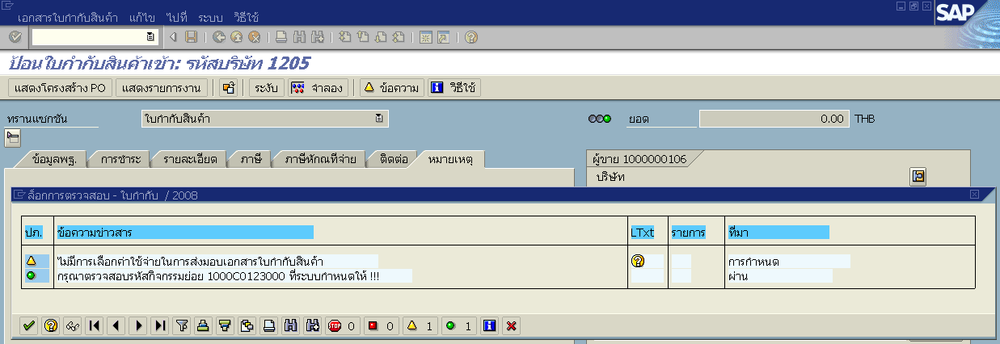 เอกสารใบกำกับสินค้า แก้ไข ไปที่ ระบบ วิธีใช้
SAP
ป้อนใบกำกับสินค้าเข้า: รหัสบริษัท 1205
แสดงโครงสร้าง PO แสดงรายการงาน ระงับ จำลอง ข้อความ วิธีใช้
ทรานแซกชัน ใบกำกับสินค้า ยอด 0.00 THB
ข้อมูลพฐ. การชำระ รายละเอียด ภาษี ภาษีหักณที่จ่าย ติดต่อ หมายเหตุ ผู้ขาย 1000000106
บริษัท
ล็อกการตรวจสอบ - ใบกำกับ / 2008
ปภ. ข้อความข่าวสาร LTxt รายการ ที่มา
ไม่มีการเลือกค่าใช้จ่ายในการส่งมอบเอกสารใบกำกับสินค้า การกำหนด
กรุณาตรวจสอบรหัสกิจกรรมย่อย 1000C0123000 ที่ระบบกำหนดให้ !!! ผ่าน
STOP 0 0 1 1